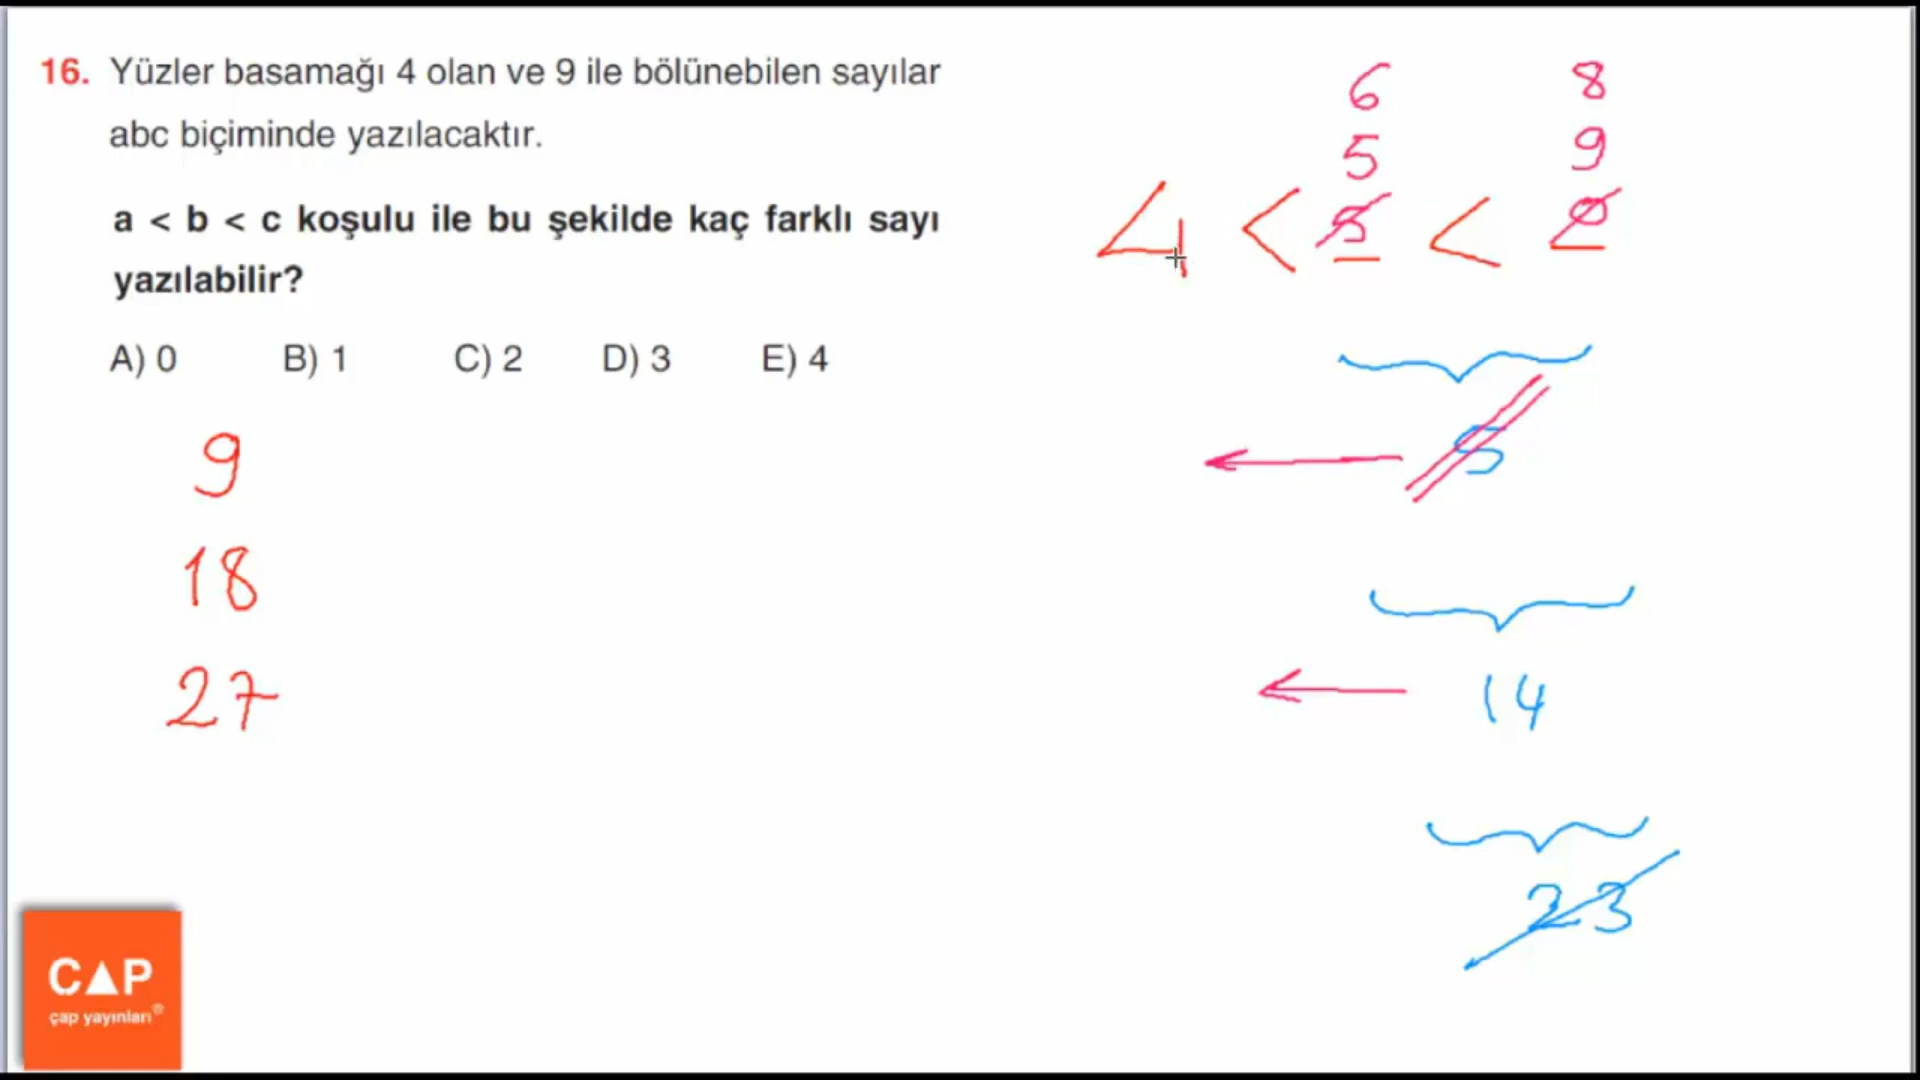 16. Yüzler basamağı 4 olan ve 9 ile bölünebilen sayılar
abc biçiminde yazılacaktır.
a < b < c koşulu ile bu şekilde kaç farklı sayı
yazılabilir?
A) 0 B) 1 C) 2 D) 3 E) 4
9
18
27
6 8
5 9
4 < 5 < 0
5
14
23
ÇAP
çap yayınları®